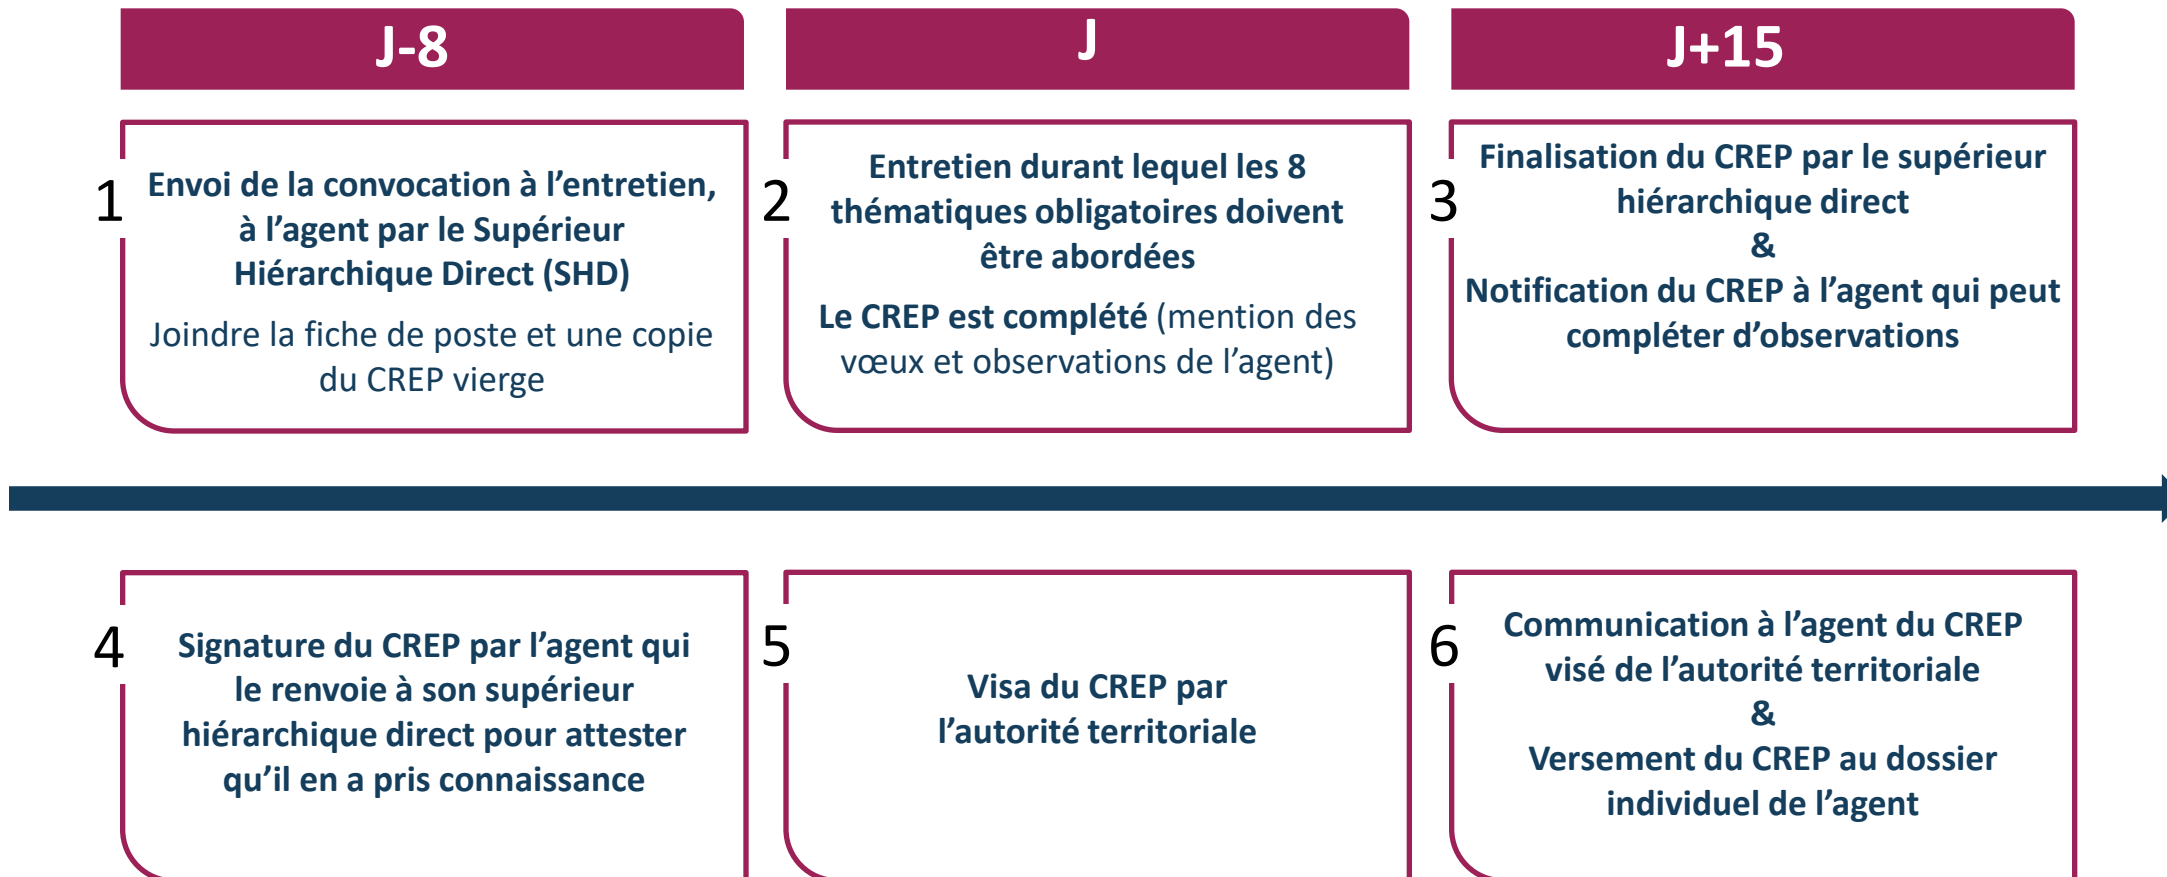 J-8
J
J+15
1
Envoi de la convocation à l’entretien,
à l’agent par le Supérieur
Hiérarchique Direct (SHD)
Joindre la fiche de poste et une copie
du CREP vierge
2
Entretien durant lequel les 8
thématiques obligatoires doivent
être abordées
Le CREP est complété (mention des
vœux et observations de l’agent)
3
Finalisation du CREP par le supérieur
hiérarchique direct
&
Notification du CREP à l’agent qui peut
compléter d’observations
4
Signature du CREP par l’agent qui
le renvoie à son supérieur
hiérarchique direct pour attester
qu’il en a pris connaissance
5
Visa du CREP par
l’autorité territoriale
6
Communication à l’agent du CREP
visé de l’autorité territoriale
&
Versement du CREP au dossier
individuel de l’agent